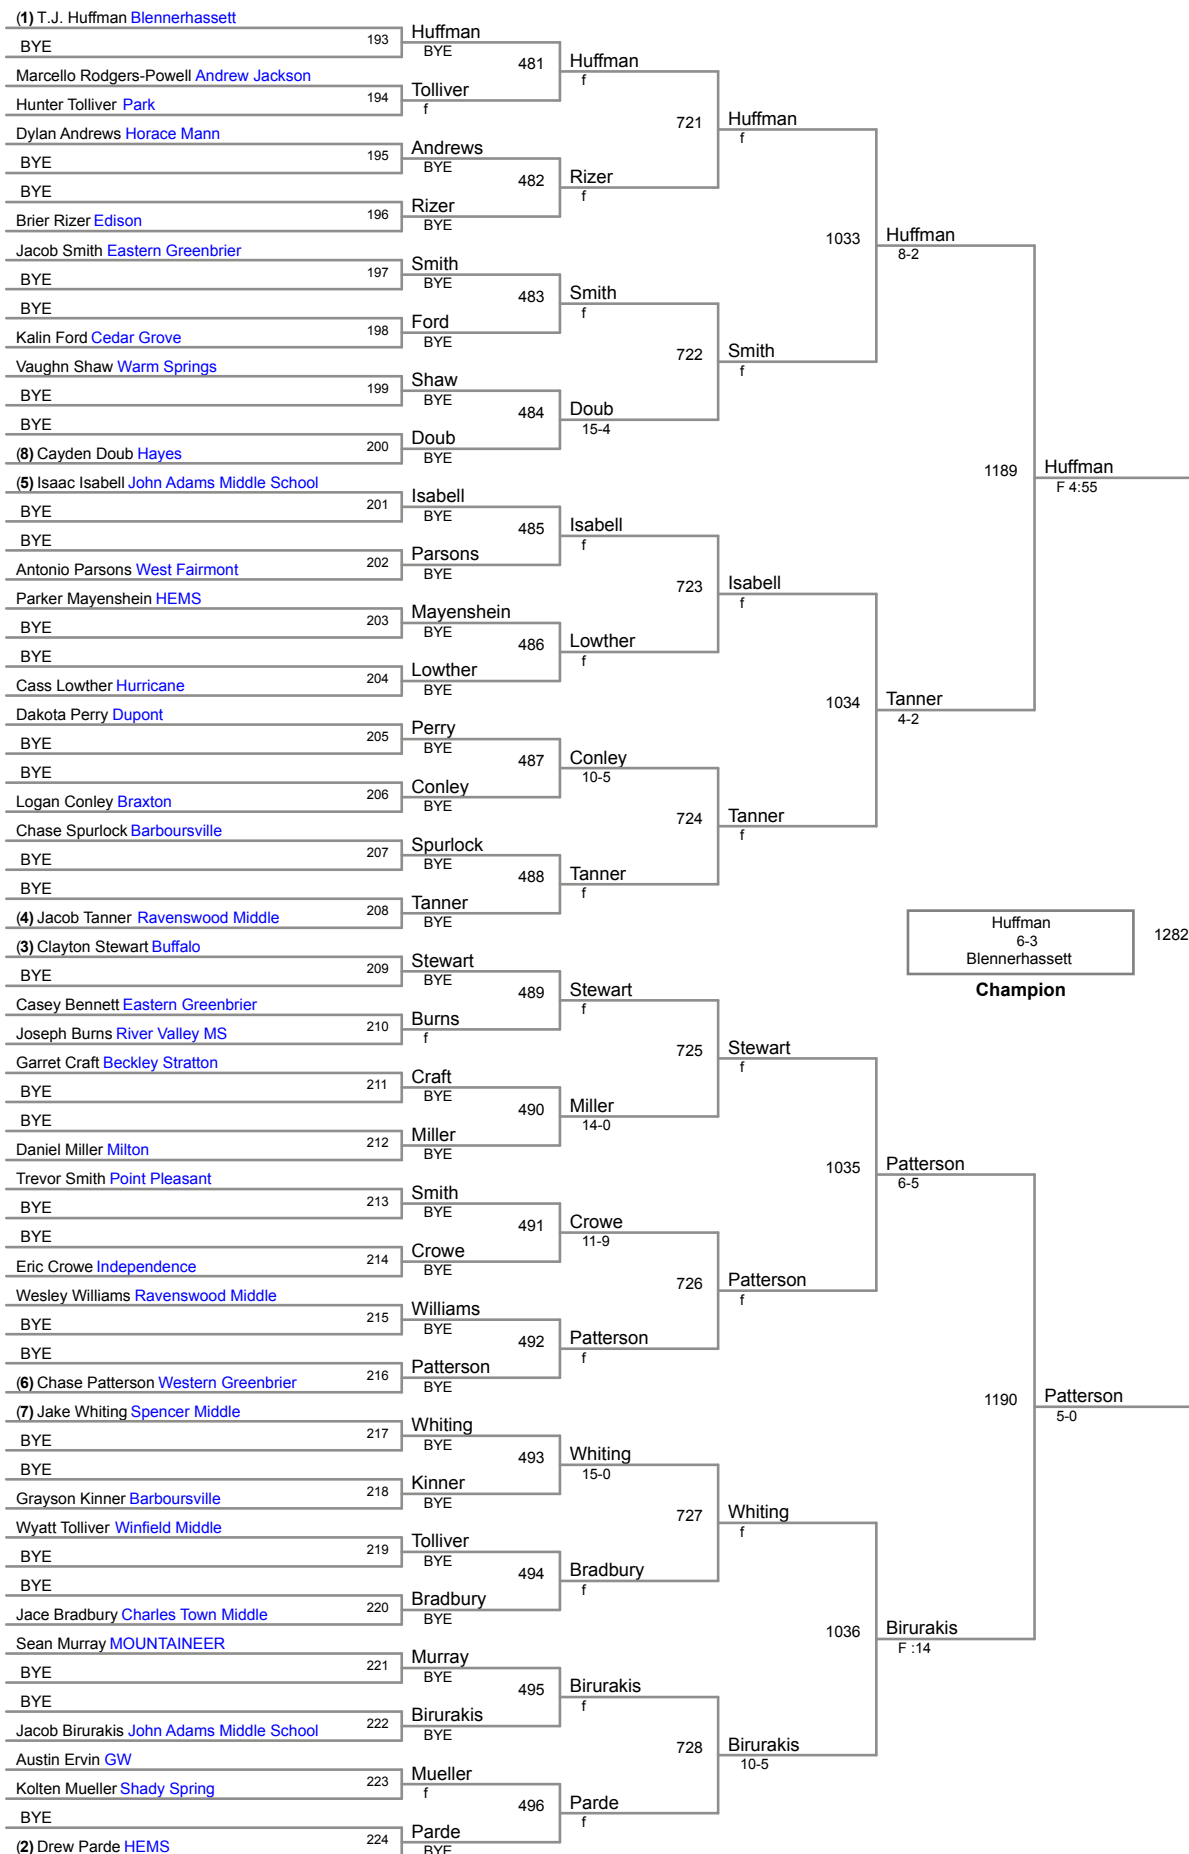 (1) T.J. Huffman Blennerhassett
BYE
193
Huffman
BYE
Marcello Rodgers-Powell Andrew Jackson
Hunter Tolliver Park
194
Tolliver
f
481
Huffman
f
Dylan Andrews Horace Mann
BYE
195
Andrews
BYE
BYE
Brier Rizer Edison
196
Rizer
BYE
482
Rizer
f
721
Huffman
f
Jacob Smith Eastern Greenbrier
BYE
197
Smith
BYE
BYE
Kalin Ford Cedar Grove
198
Ford
BYE
483
Smith
f
Vaughn Shaw Warm Springs
BYE
199
Shaw
BYE
BYE
(8) Cayden Doub Hayes
200
Doub
BYE
484
Doub
15-4
722
Smith
f
1033
Huffman
8-2
(5) Isaac Isabell John Adams Middle School
BYE
201
Isabell
BYE
BYE
Antonio Parsons West Fairmont
202
Parsons
BYE
485
Isabell
f
Parker Mayenshein HEMS
BYE
203
Mayenshein
BYE
BYE
Cass Lowther Hurricane
204
Lowther
BYE
486
Lowther
f
723
Isabell
f
Dakota Perry Dupont
BYE
205
Perry
BYE
BYE
Logan Conley Braxton
206
Conley
BYE
487
Conley
10-5
Chase Spurlock Barboursville
BYE
207
Spurlock
BYE
BYE
(4) Jacob Tanner Ravenswood Middle
208
Tanner
BYE
488
Tanner
f
724
Tanner
f
1034
Tanner
4-2
1189
Huffman
F 4:55
(3) Clayton Stewart Buffalo
BYE
209
Stewart
BYE
Casey Bennett Eastern Greenbrier
Joseph Burns River Valley MS
210
Burns
f
489
Stewart
f
Garret Craft Beckley Stratton
BYE
211
Craft
BYE
BYE
Daniel Miller Milton
212
Miller
BYE
490
Miller
14-0
725
Stewart
f
Trevor Smith Point Pleasant
BYE
213
Smith
BYE
BYE
Eric Crowe Independence
214
Crowe
BYE
491
Crowe
11-9
Wesley Williams Ravenswood Middle
BYE
215
Williams
BYE
BYE
(6) Chase Patterson Western Greenbrier
216
Patterson
BYE
492
Patterson
f
726
Patterson
f
1035
Patterson
6-5
(7) Jake Whiting Spencer Middle
BYE
217
Whiting
BYE
BYE
Grayson Kinner Barboursville
218
Kinner
BYE
493
Whiting
15-0
Wyatt Tolliver Winfield Middle
BYE
219
Tolliver
BYE
BYE
Jace Bradbury Charles Town Middle
220
Bradbury
BYE
494
Bradbury
f
727
Whiting
f
Sean Murray MOUNTAINEER
BYE
221
Murray
BYE
BYE
Jacob Birurakis John Adams Middle School
222
Birurakis
BYE
495
Birurakis
f
Austin Ervin GW
Kolten Mueller Shady Spring
223
Mueller
f
BYE
(2) Drew Parde HEMS
224
Parde
BYE
496
Parde
f
728
Birurakis
10-5
1036
Birurakis
F :14
1190
Patterson
5-0
Huffman
6-3
Blennerhassett
1282
Champion